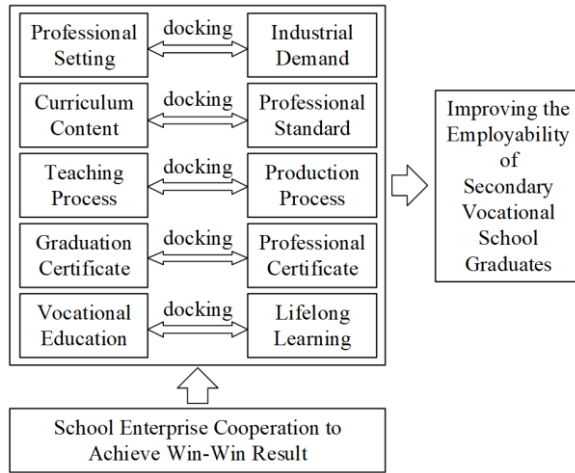 Professional
Setting
docking
Industrial
Demand
Curriculum
Content
docking
Professional
Standard
Teaching
Process
docking
Production
Process
Graduation
Certificate
docking
Professional
Certificate
Vocational
Education
docking
Lifelong
Learning
Improving the
Employability
of
Secondary
Vocational
School
Graduates
School Enterprise Cooperation to
Achieve Win-Win Result